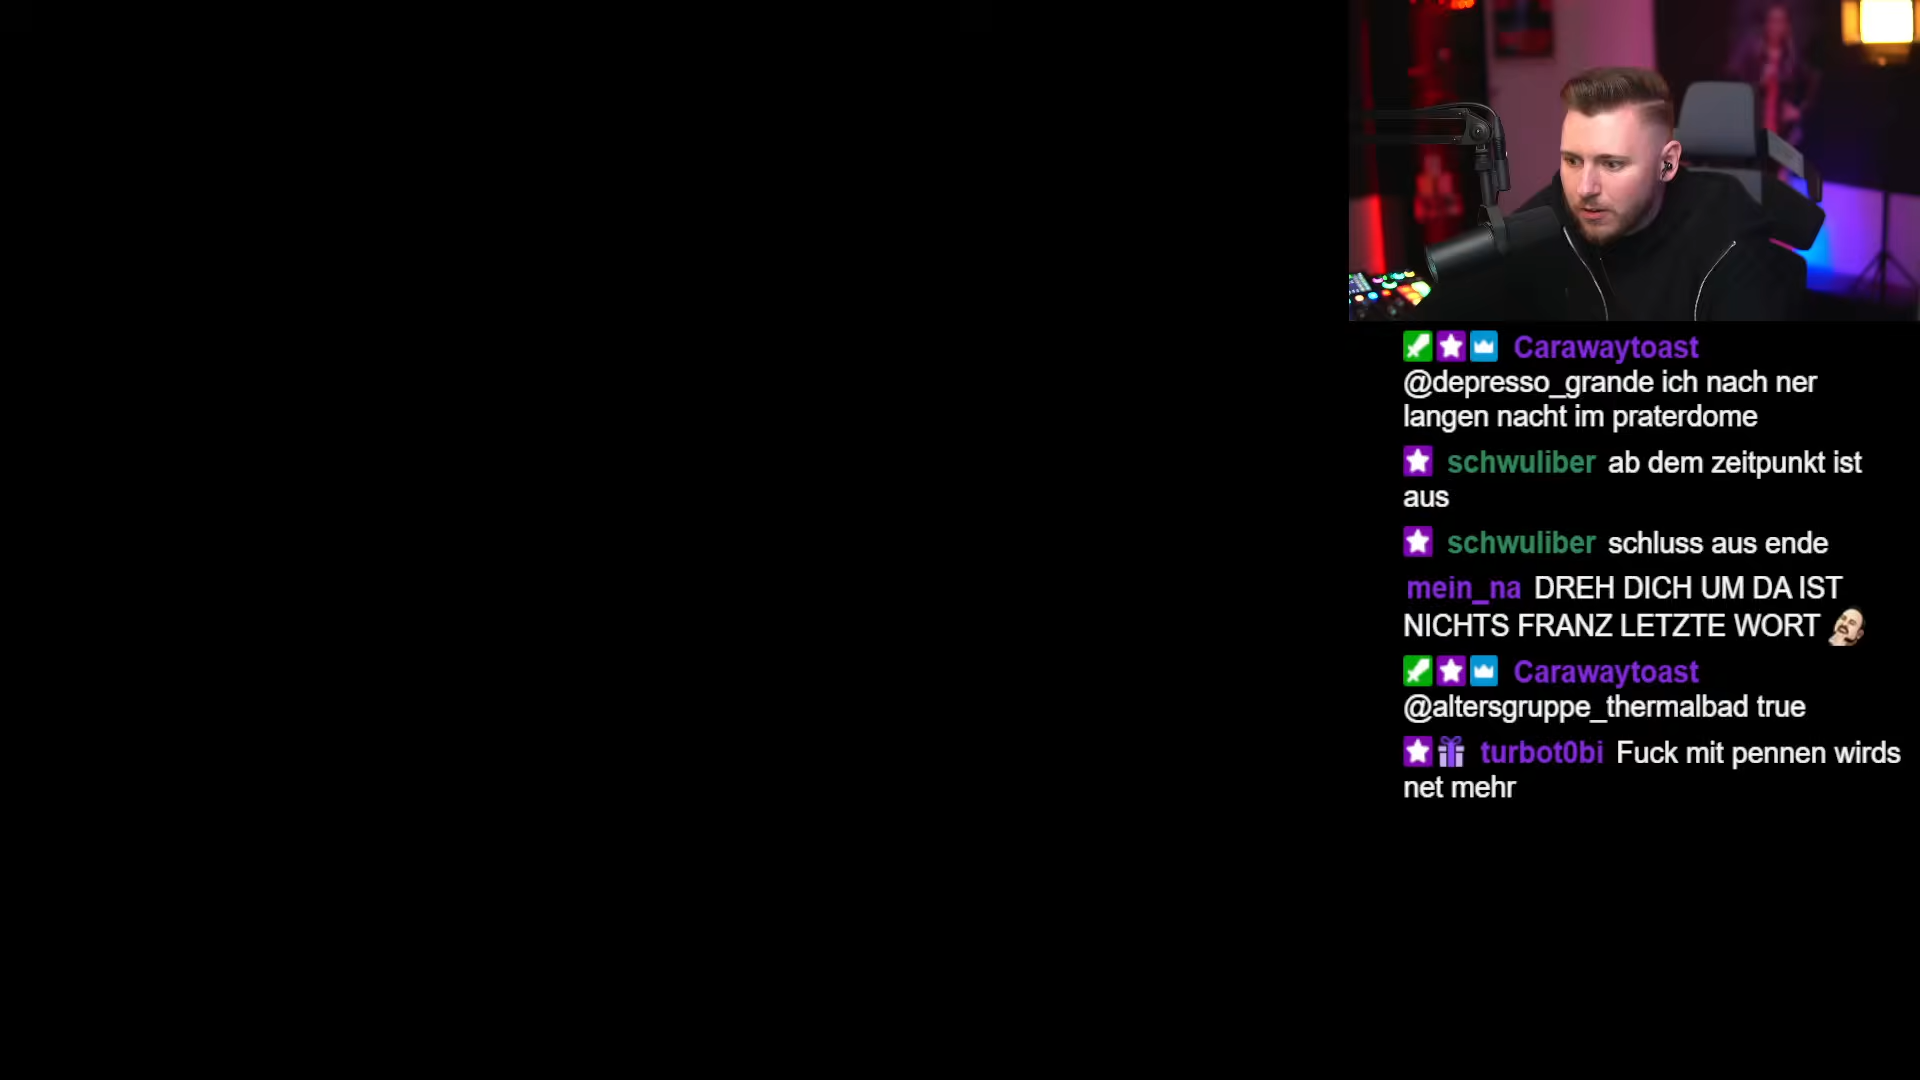 Carawaytoast
@depresso_grande ich nach ner
langen nacht im praterdome
schwuliber ab dem zeitpunkt ist
aus
schwuliber schluss aus ende
mein_na DREH DICH UM DA IST
NICHTS FRANZ LETZTE WORT
Carawaytoast
@altersgruppe_thermalbad true
turbot0bi Fuck mit pennen wirds
net mehr